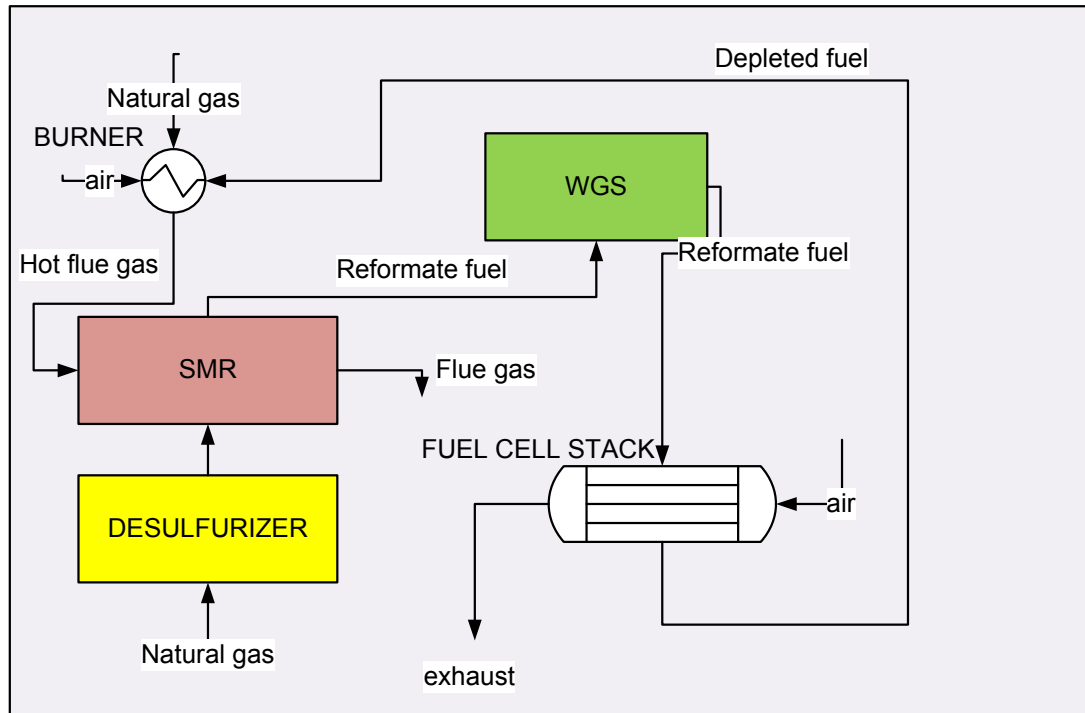 Depleted fuel
Natural gas
BURNER
air
WGS
Hot flue gas
Reformate fuel
Reformate fuel
SMR
Flue gas
FUEL CELL STACK
air
DESULFURIZER
Natural gas
exhaust